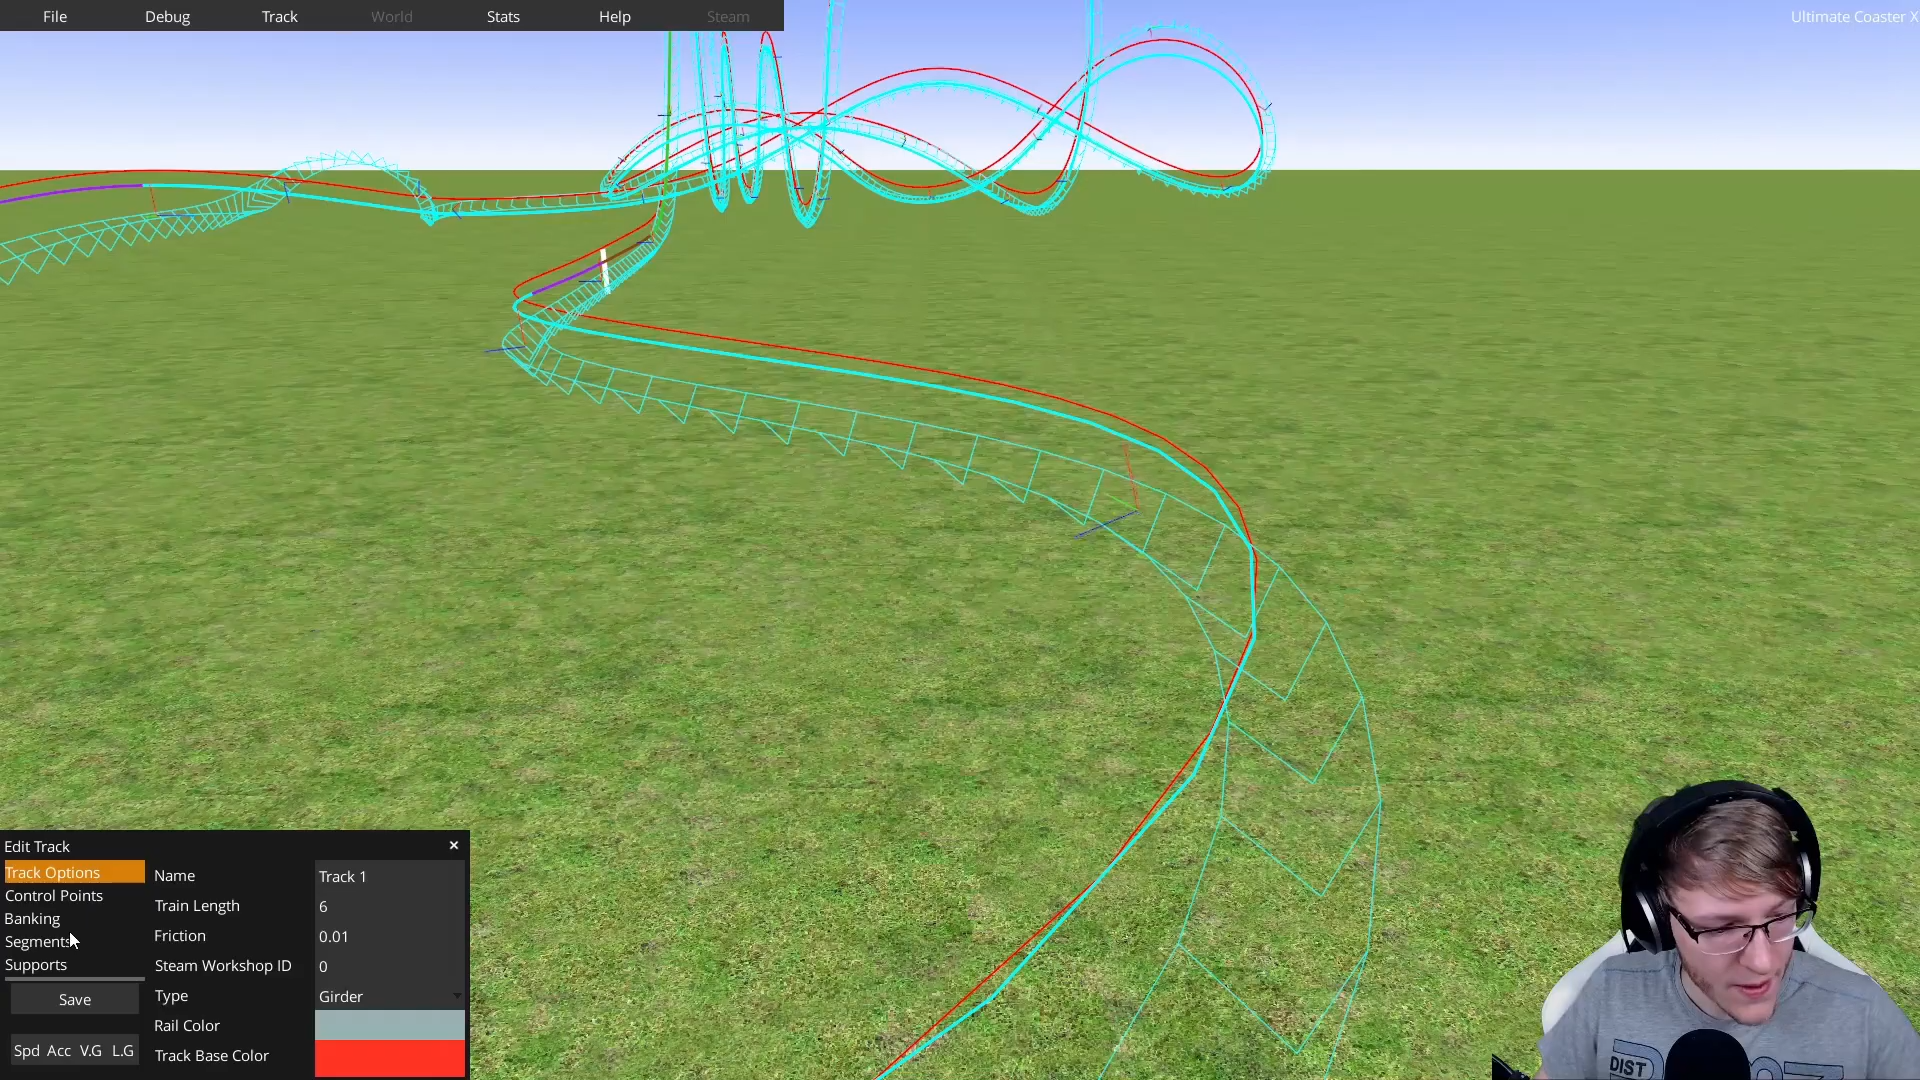 File Debug Track World Stats Help Steam
Ultimate Coaster X
Edit Track ×
Track Options
Control Points
Banking
Segments
Supports
Save
Spd Acc V.G L.G
Name Track 1
Train Length 6
Friction 0.01
Steam Workshop ID 0
Type Girder
Rail Color
Track Base Color
DIST